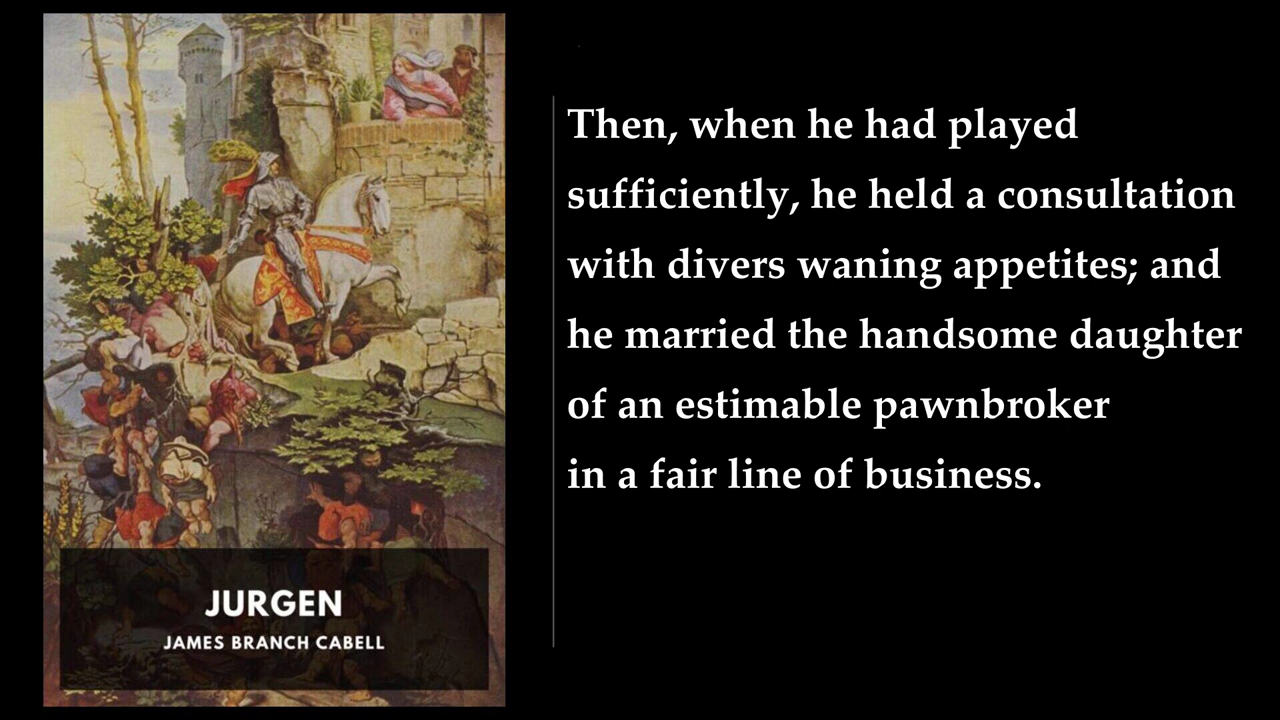 JURGEN
JAMES BRANCH CABELL
Then, when he had played
sufficiently, he held a consultation
with divers waning appetites; and
he married the handsome daughter
of an estimable pawnbroker
in a fair line of business.